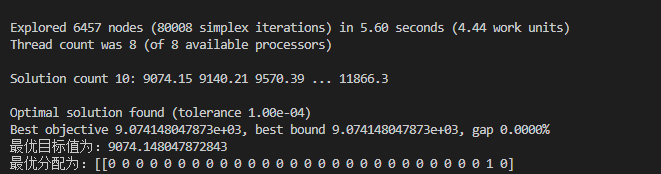 Explored 6457 nodes (80008 simplex iterations) in 5.60 seconds (4.44 work units)
Thread count was 8 (of 8 available processors)
Solution count 10: 9074.15 9140.21 9570.39 ... 11866.3
Optimal solution found (tolerance 1.00e-04)
Best objective 9.074148047873e+03, best bound 9.074148047873e+03, gap 0.0000%
最优目标值为: 9074.148047872843
最优分配为: [[0 0 0 0 0 0 0 0 0 0 0 0 0 0 0 0 0 0 0 0 0 0 0 0 0 0 0 1 0]